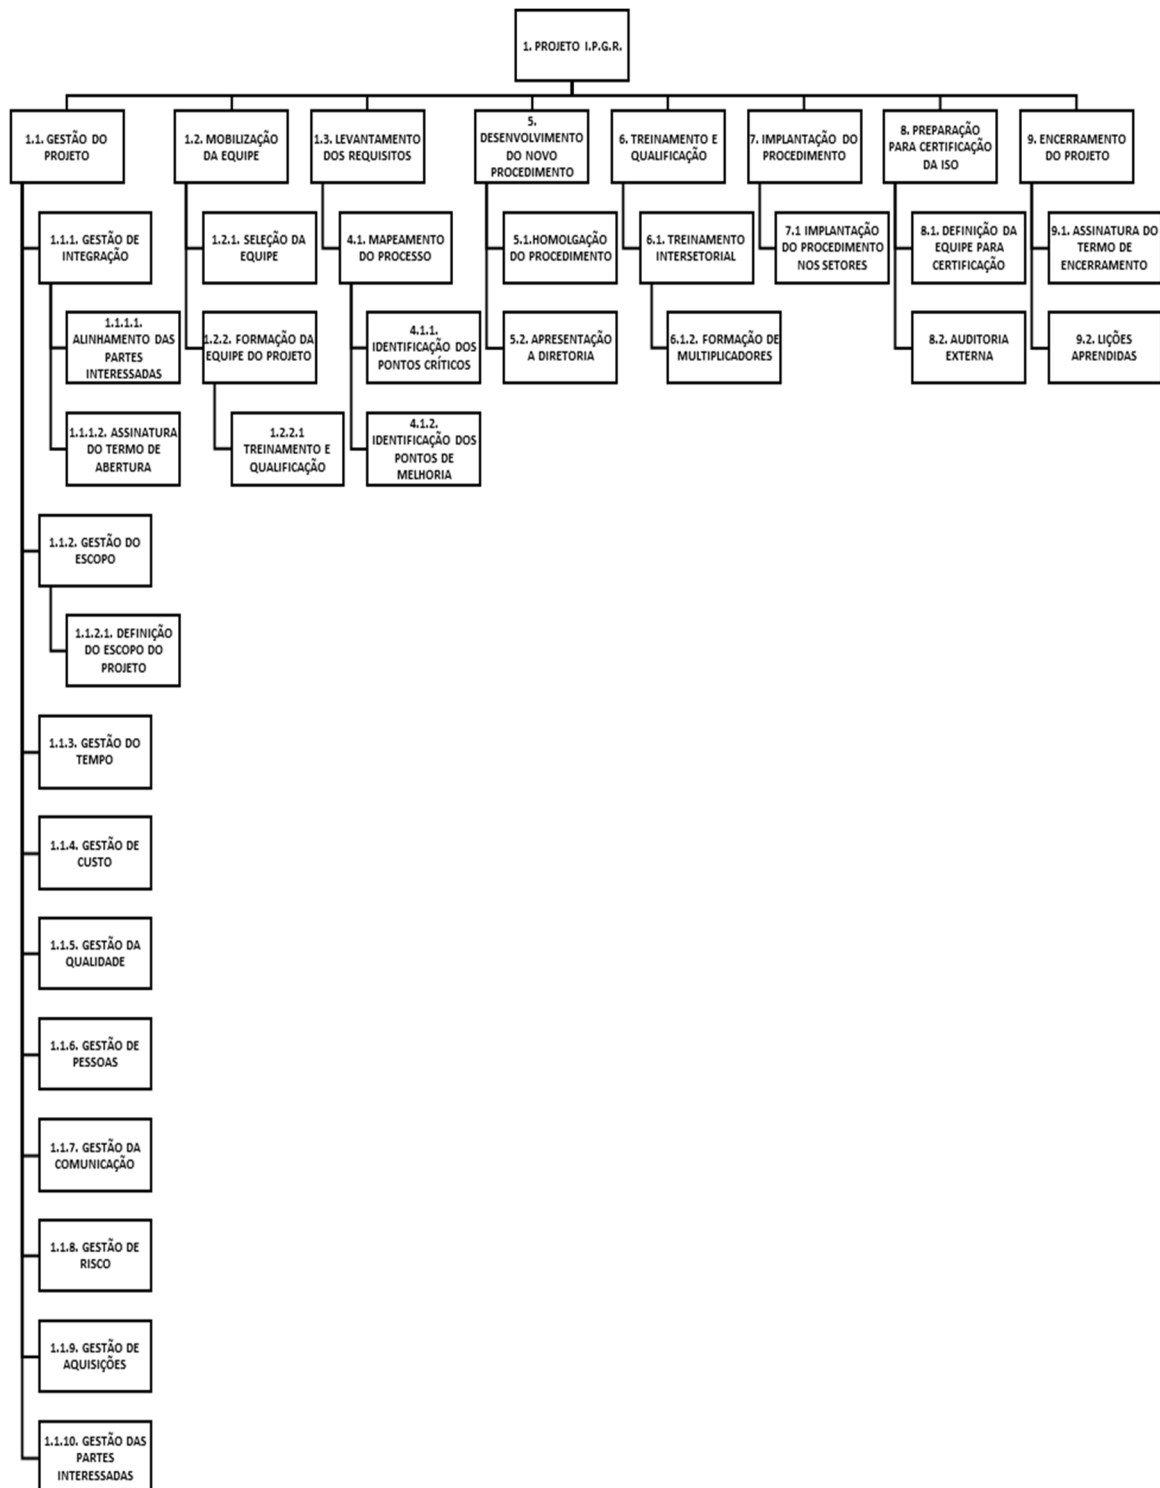 1. PROJETO I.P.G.R.
1.1. GESTÃO DO
PROJETO
1.1.1. GESTÃO DE
INTEGRAÇÃO
1.1.1.1.
ALINHAMENTO DAS
PARTES
INTERESSADAS
1.1.1.2. ASSINATURA
DO TERMO DE
ABERTURA
1.1.2. GESTÃO DO
ESCOPO
1.1.2.1. DEFINIÇÃO
DO ESCOPO DO
PROJETO
1.1.3. GESTÃO DO
TEMPO
1.1.4. GESTÃO DE
CUSTO
1.1.5. GESTÃO DA
QUALIDADE
1.1.6. GESTÃO DE
PESSOAS
1.1.7. GESTÃO DA
COMUNICAÇÃO
1.1.8. GESTÃO DE
RISCO
1.1.9. GESTÃO DE
AQUISIÇÕES
1.1.10. GESTÃO DAS
PARTES
INTERESSADAS
1.2. MOBILIZAÇÃO
DA EQUIPE
1.2.1. SELEÇÃO DA
EQUIPE
1.2.2. FORMAÇÃO DA
EQUIPE DO PROJETO
1.2.2.1
TREINAMENTO E
QUALIFICAÇÃO
1.3. LEVANTAMENTO
DOS REQUISITOS
4.1. MAPEAMENTO
DO PROCESSO
4.1.1.
IDENTIFICAÇÃO DOS
PONTOS CRÍTICOS
4.1.2.
IDENTIFICAÇÃO DOS
PONTOS DE
MELHORIA
5.
DESENVOLVIMENTO
DO NOVO
PROCEDIMENTO
5.1.HOMOLGAÇÃO
DO PROCEDIMENTO
5.2. APRESENTAÇÃO
A DIRETORIA
6. TREINAMENTO E
QUALIFICAÇÃO
6.1. TREINAMENTO
INTERSETORIAL
6.1.2. FORMAÇÃO DE
MULTIPLICADORES
7. IMPLANTAÇÃO DO
PROCEDIMENTO
7.1 IMPLANTAÇÃO
DO PROCEDIMENTO
NOS SETORES
8. PREPARAÇÃO
PARA CERTIFICAÇÃO
DA ISO
8.1. DEFINIÇÃO DA
EQUIPE PARA
CERTIFICAÇÃO
8.2. AUDITORIA
EXTERNA
9. ENCERRAMENTO
DO PROJETO
9.1. ASSINATURA DO
TERMO DE
ENCERRAMENTO
9.2. LIÇÕES
APRENDIDAS